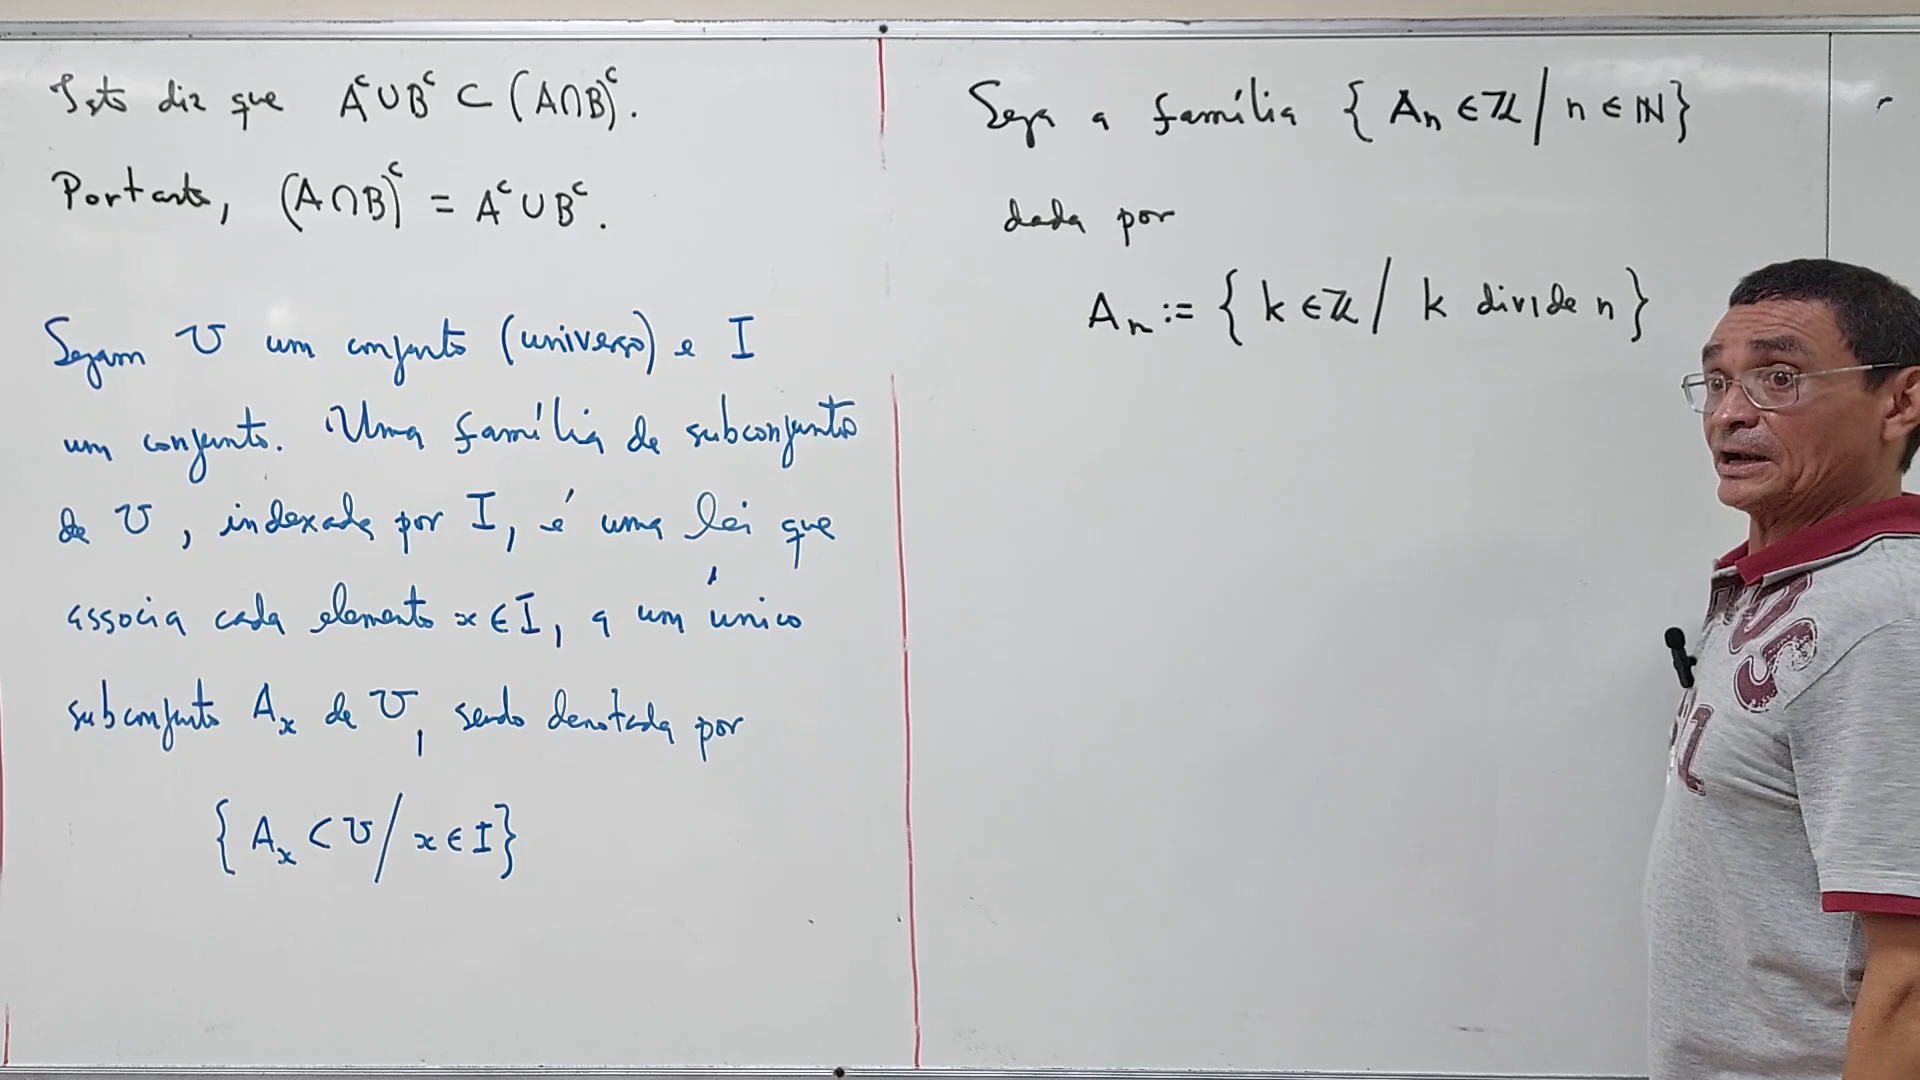 Isto diz que Aᶜ∪Bᶜ ⊂ (A∩B)ᶜ.
Portanto, (A∩B)ᶜ = Aᶜ∪Bᶜ.
Sejam U um conjunto (universo) e I
um conjunto. Uma família de subconjuntos
de U, indexada por I, é uma lei que
associa cada elemento x ∈ I, a um único
subconjunto Aₓ de U, sendo denotada por
{Aₓ ⊂ U / x ∈ I}
Seja a família {Aₙ ∈ ℤ / n ∈ ℕ}
dada por
Aₙ := {k ∈ ℤ / k divide n}